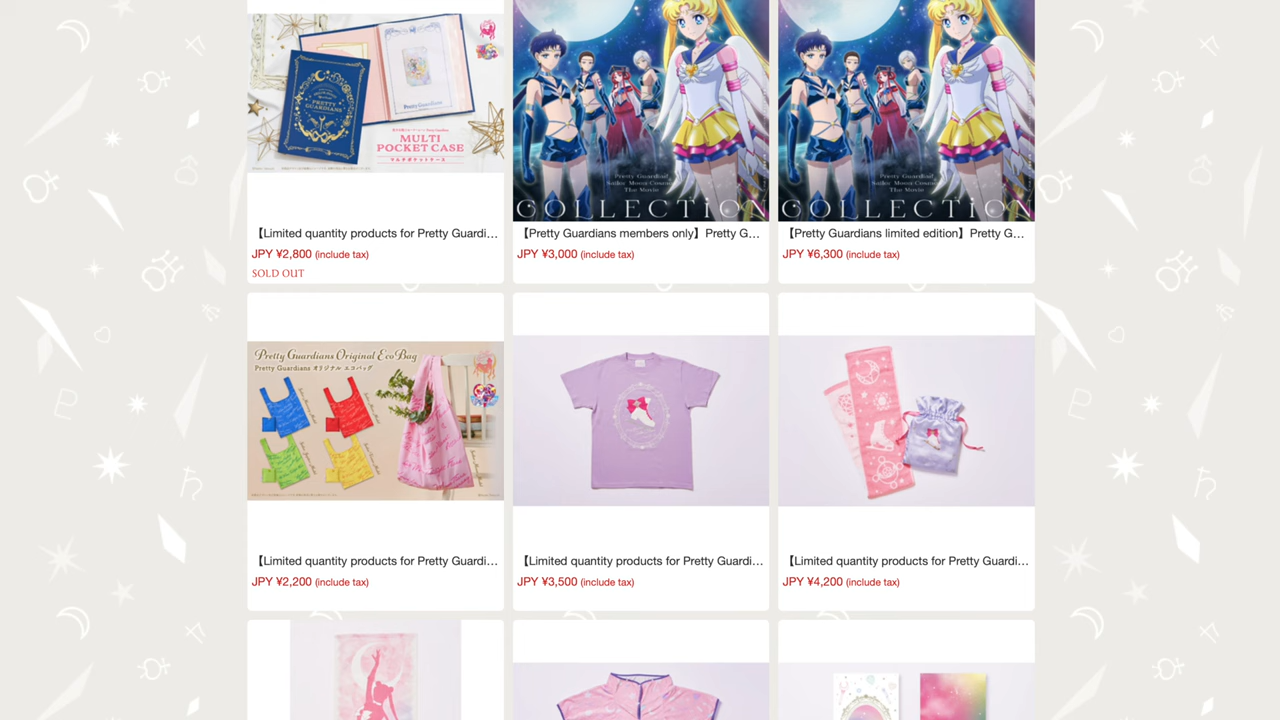 PRETTY
GUARDIANS
Pretty Guardians
MULTI
POCKET CASE
マルチポケットケース
【Limited quantity products for Pretty Guardi...
JPY ¥2,800 (include tax)
SOLD OUT
Pretty Guardian
Sailor Moon Cosmos
The Movie
COLLECTION
【Pretty Guardians members only】Pretty G...
JPY ¥3,000 (include tax)
Pretty Guardian
Sailor Moon Cosmos
The Movie
COLLECTION
【Pretty Guardians limited edition】Pretty G...
JPY ¥6,300 (include tax)
Pretty Guardians Original EcoBag
Pretty Guardians オリジナル エコバッグ
【Limited quantity products for Pretty Guardi...
JPY ¥2,200 (include tax)
【Limited quantity products for Pretty Guardi...
JPY ¥3,500 (include tax)
【Limited quantity products for Pretty Guardi...
JPY ¥4,200 (include tax)